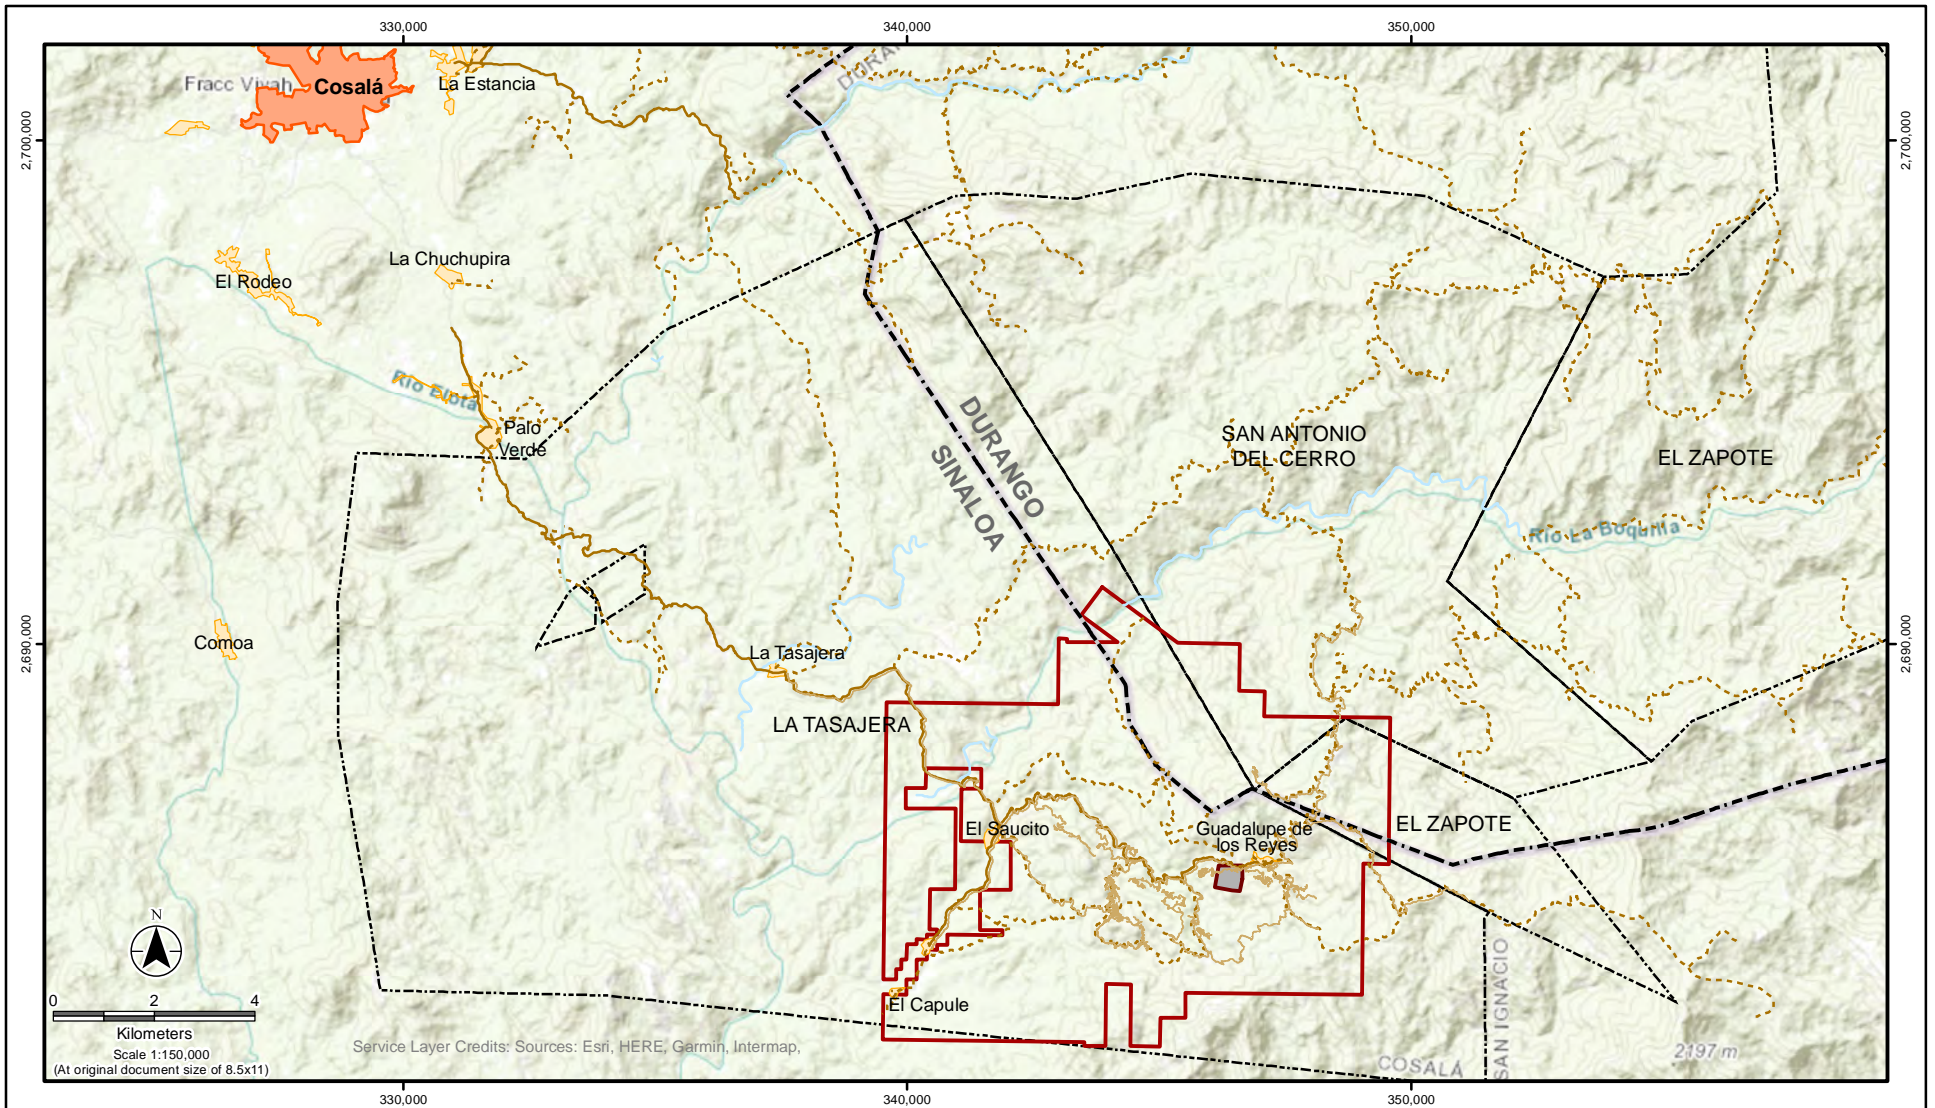 330,000
340,000
350,000
DURA
Fracc Vivah
Cosalá
La Estancia
2,700,000
2,700,000
La Chuchupira
El Rodeo
Río Elota
Palo
Verde
DURANGO
SINALOA
SAN ANTONIO
DEL CERRO
EL ZAPOTE
Río La Boquilla
Comoa
2,690,000
2,690,000
La Tasajera
LA TASAJERA
El Saucito
Guadalupe de
los Reyes
EL ZAPOTE
N
El Capule
SAN IGNACIO
COSALÁ
2197 m
0 2 4
Kilometers
Scale 1:150,000
(At original document size of 8.5x11)
Service Layer Credits: Sources: Esri, HERE, Garmin, Intermap,
330,000
340,000
350,000